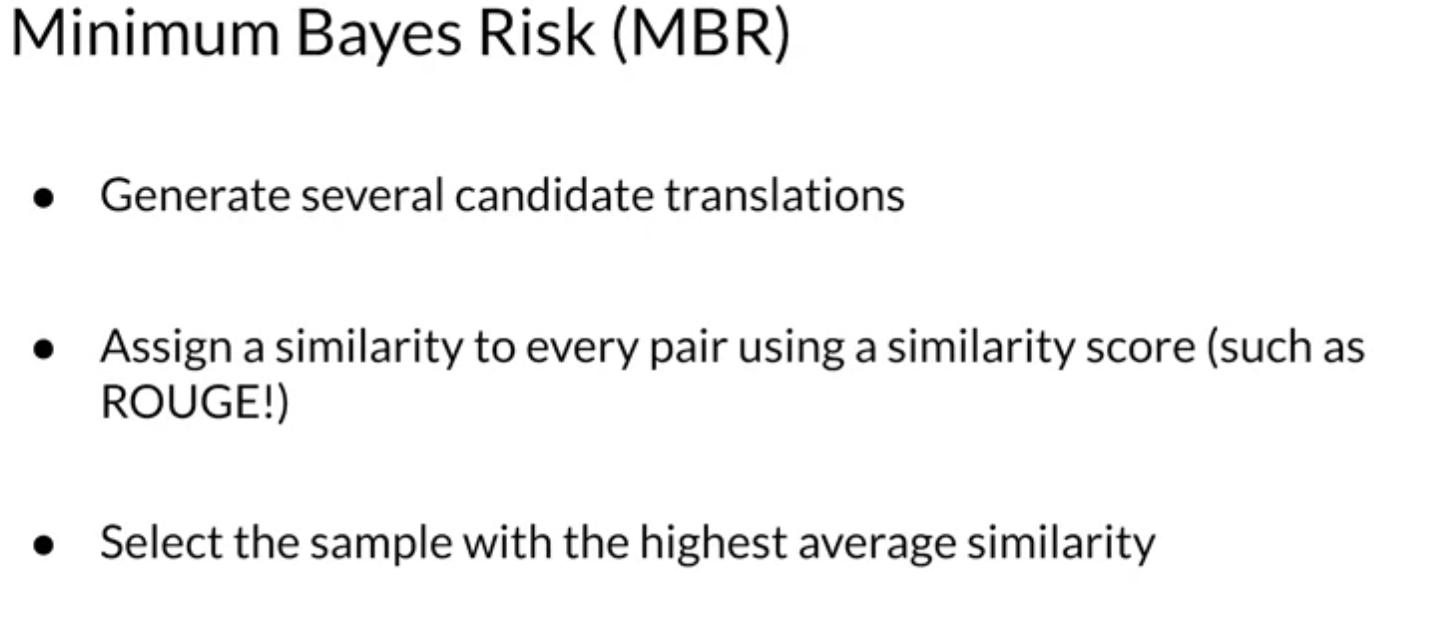 Minimum Bayes Risk (MBR)
● Generate several candidate translations
● Assign a similarity to every pair using a similarity score (such as
ROUGE!)
● Select the sample with the highest average similarity